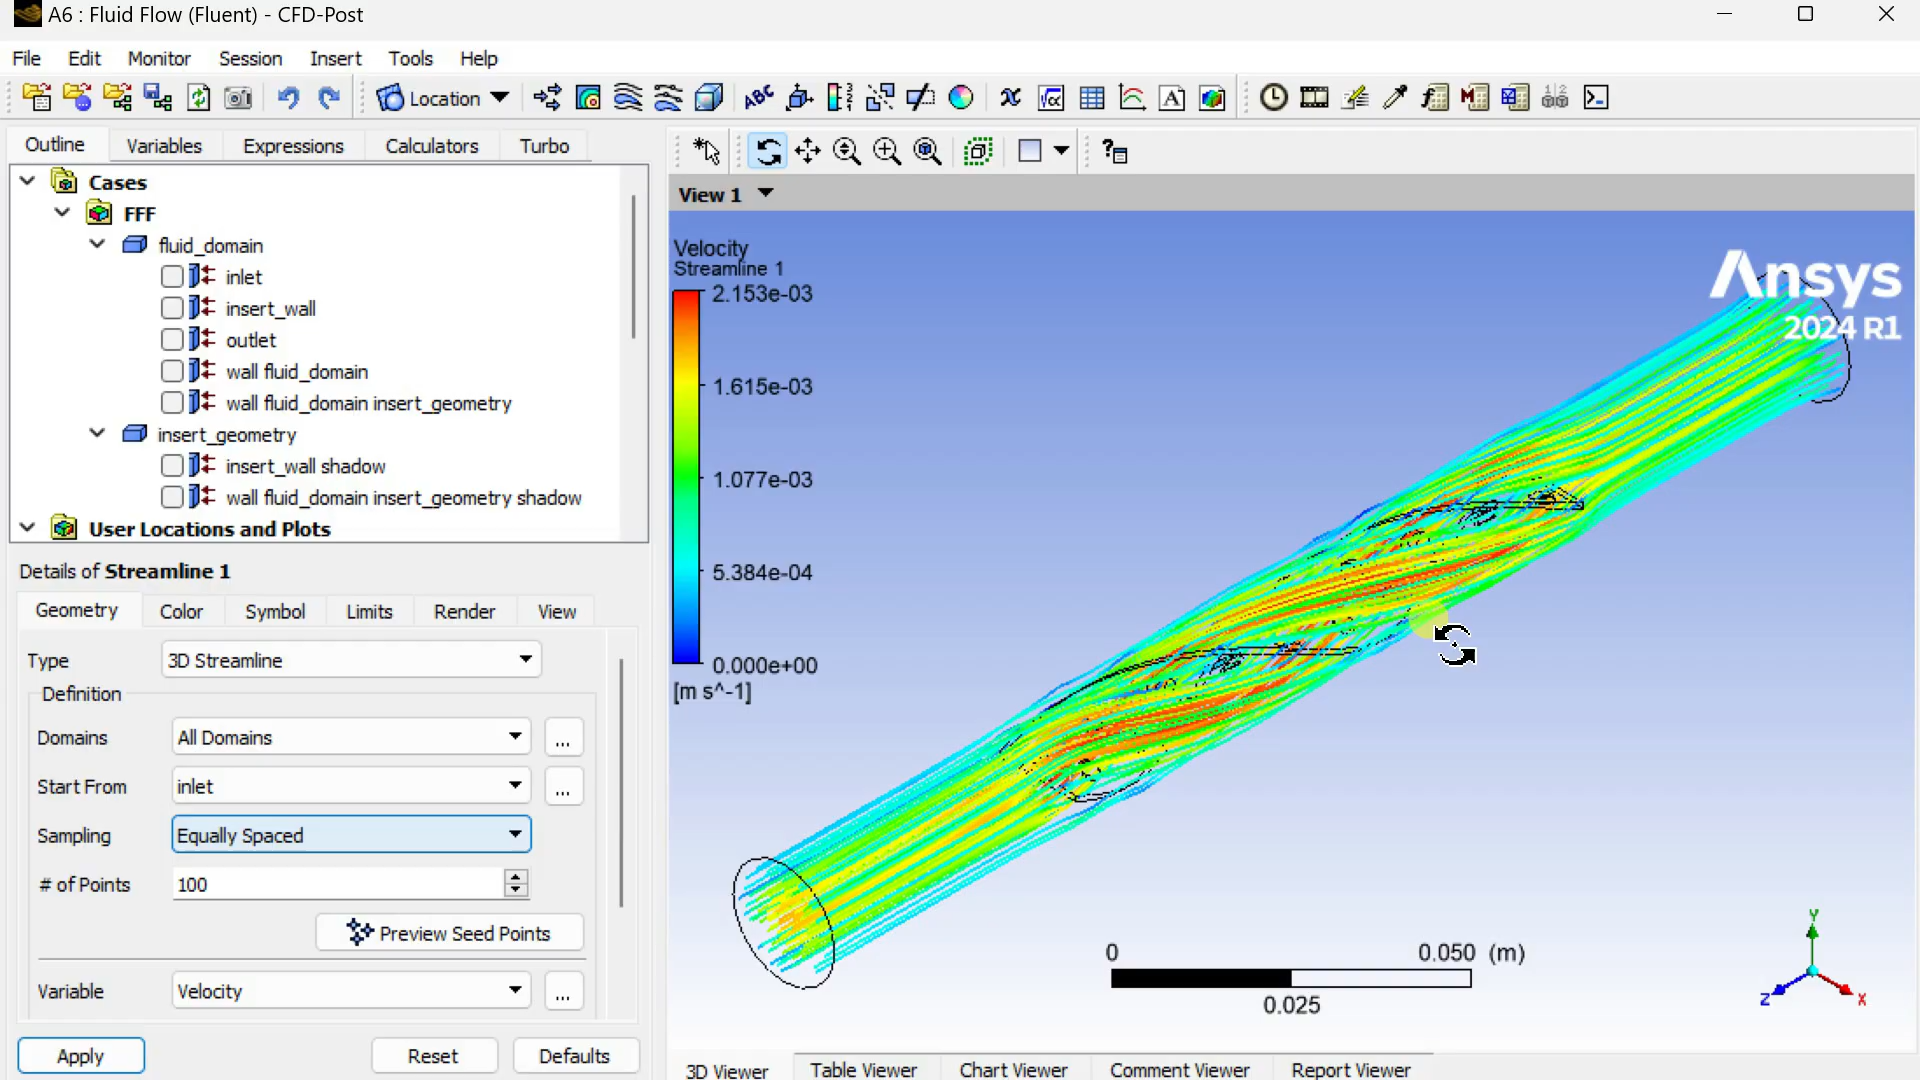 A6 : Fluid Flow (Fluent) - CFD-Post
File Edit Monitor Session Insert Tools Help
Location
Outline Variables Expressions Calculators Turbo
Cases
FFF
fluid_domain
inlet
insert_wall
outlet
wall fluid_domain
wall fluid_domain insert_geometry
insert_geometry
insert_wall shadow
wall fluid_domain insert_geometry shadow
User Locations and Plots
Details of Streamline 1
Geometry Color Symbol Limits Render View
Type 3D Streamline
Definition
Domains All Domains ...
Start From inlet ...
Sampling Equally Spaced
# of Points 100
Preview Seed Points
Variable Velocity ...
Apply Reset Defaults
View 1
Velocity
Streamline 1
2.153e-03
1.615e-03
1.077e-03
5.384e-04
0.000e+00
[m s^-1]
Ansys
2024 R1
0 0.050 (m)
0.025
Y
Z X
3D Viewer Table Viewer Chart Viewer Comment Viewer Report Viewer